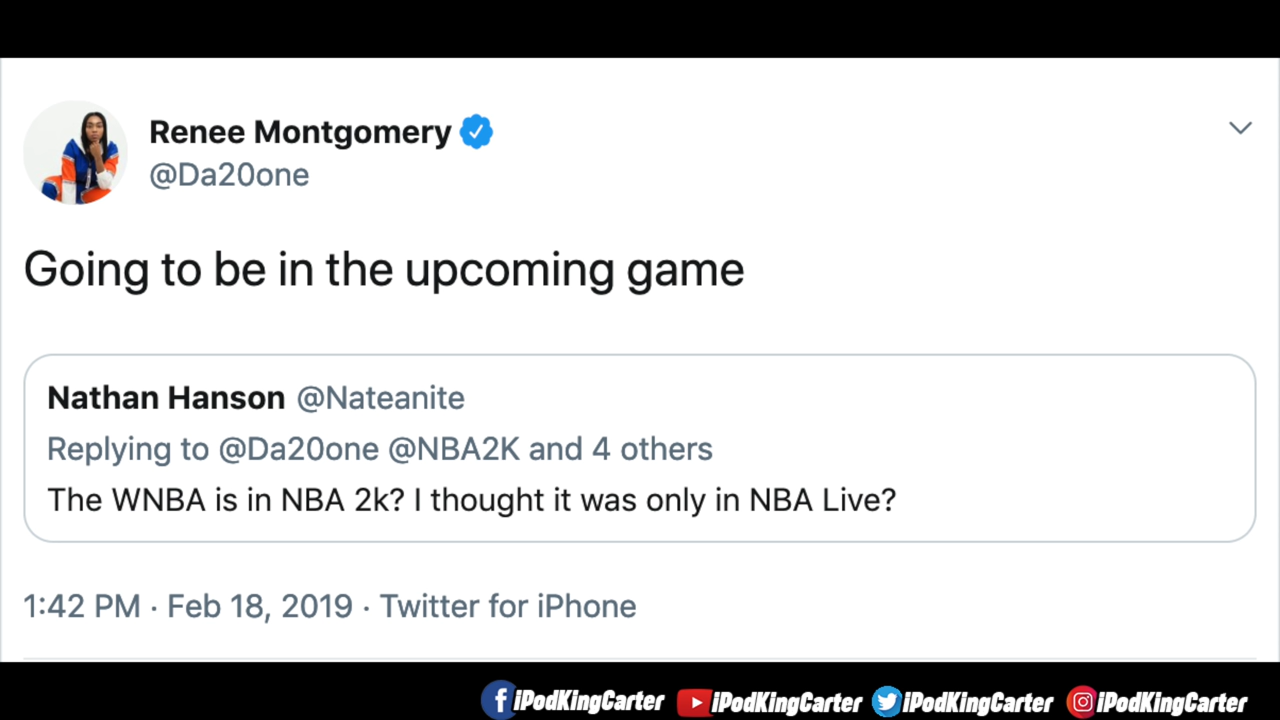 Renee Montgomery
@Da20one
Going to be in the upcoming game
Nathan Hanson @Nateanite
Replying to @Da20one @NBA2K and 4 others
The WNBA is in NBA 2k? I thought it was only in NBA Live?
1:42 PM · Feb 18, 2019 · Twitter for iPhone
iPodKingCarter iPodKingCarter iPodKingCarter iPodKingCarter